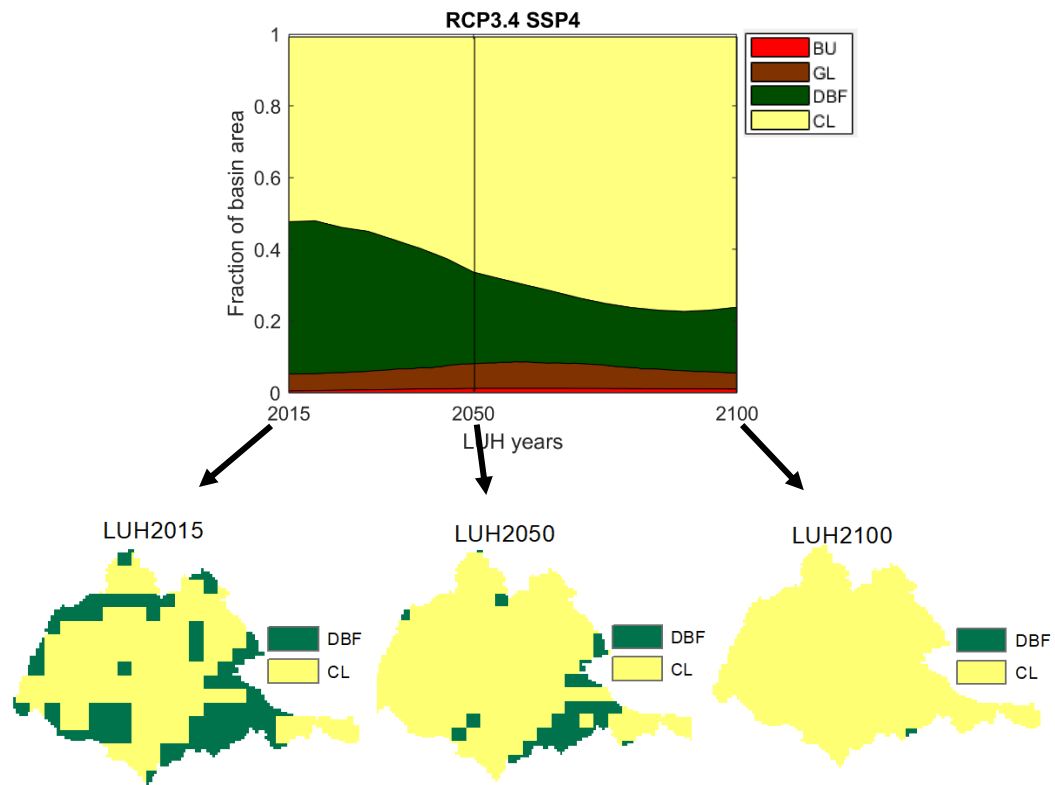 RCP3.4 SSP4
1
0.8
0.6
0.4
0.2
0
Fraction of basin area
BU
GL
DBF
CL
2015
2050
2100
LUH years
LUH2015
DBF
CL
LUH2050
DBF
CL
LUH2100
DBF
CL